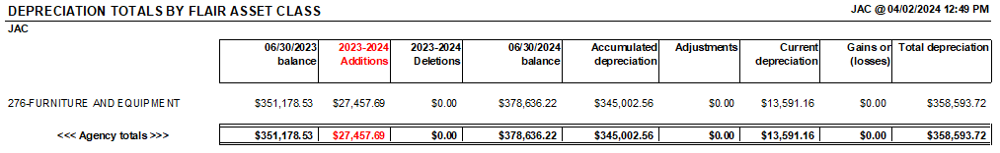 DEPRECIATION TOTALS BY FLAIR ASSET CLASS JAC @ 04/02/2024 12:49 PM
JAC
06/30/2023 2023-2024 2023-2024 06/30/2024 Accumulated Adjustments Current Gains or Total depreciation
balance Additions Deletions balance depreciation depreciation (losses)
276-FURNITURE AND EQUIPMENT $351,178.53 $27,457.69 $0.00 $378,636.22 $345,002.56 $0.00 $13,591.16 $0.00 $358,593.72
<<< Agency totals >>> $351,178.53 $27,457.69 $0.00 $378,636.22 $345,002.56 $0.00 $13,591.16 $0.00 $358,593.72